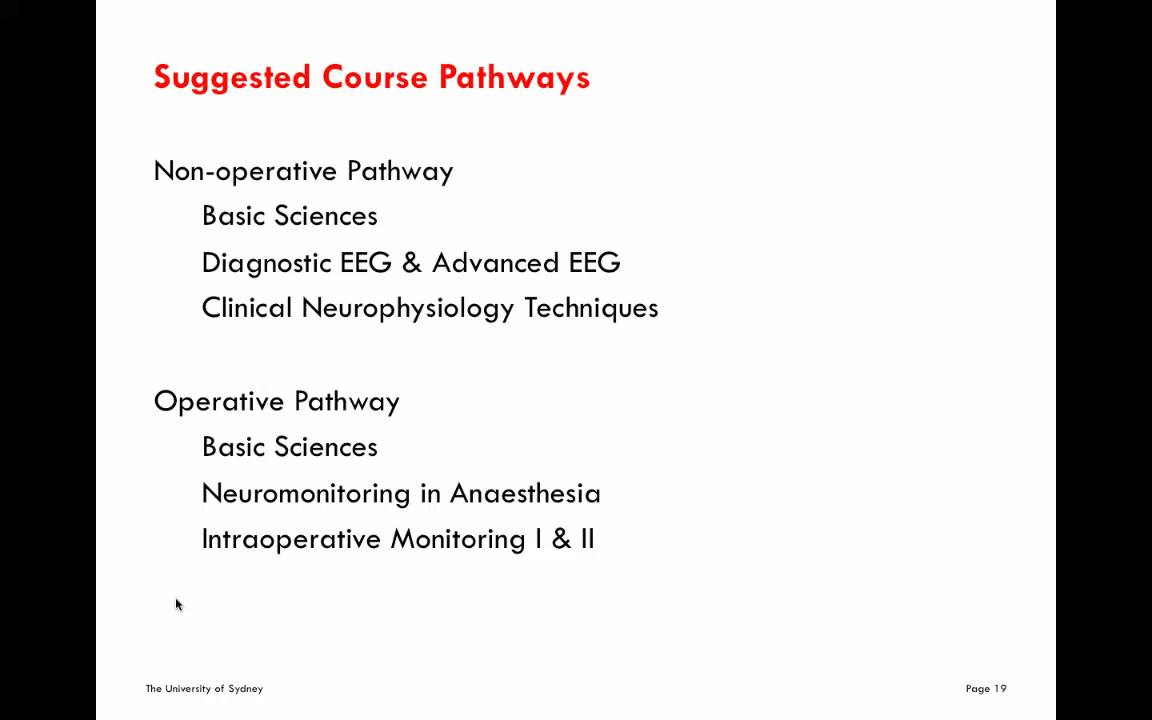 Suggested Course Pathways
Non-operative Pathway
Basic Sciences
Diagnostic EEG & Advanced EEG
Clinical Neurophysiology Techniques
Operative Pathway
Basic Sciences
Neuromonitoring in Anaesthesia
Intraoperative Monitoring I & II
The University of Sydney
Page 19